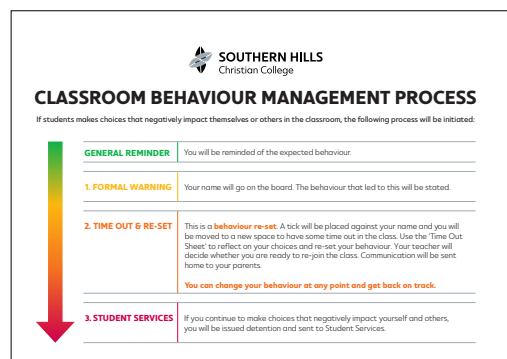 SOUTHERN HILLS
Christian College
CLASSROOM BEHAVIOUR MANAGEMENT PROCESS
If students makes choices that negatively impact themselves or others in the classroom, the following process will be initiated:
GENERAL REMINDER
You will be reminded of the expected behaviour.
1. FORMAL WARNING
Your name will go on the board. The behaviour that led to this will be stated.
2. TIME OUT & RE-SET
This is a behaviour re-set. A tick will be placed against your name and you will
be moved to a new space to have some time out in the class. Use the 'Time Out
Sheet' to reflect on your choices and re-set your behaviour. Your teacher will
decide whether you are ready to re-join the class. Communication will be sent
home to your parents.
You can change your behaviour at any point and get back on track.
3. STUDENT SERVICES
If you continue to make choices that negatively impact yourself and others,
you will be issued detention and sent to Student Services.